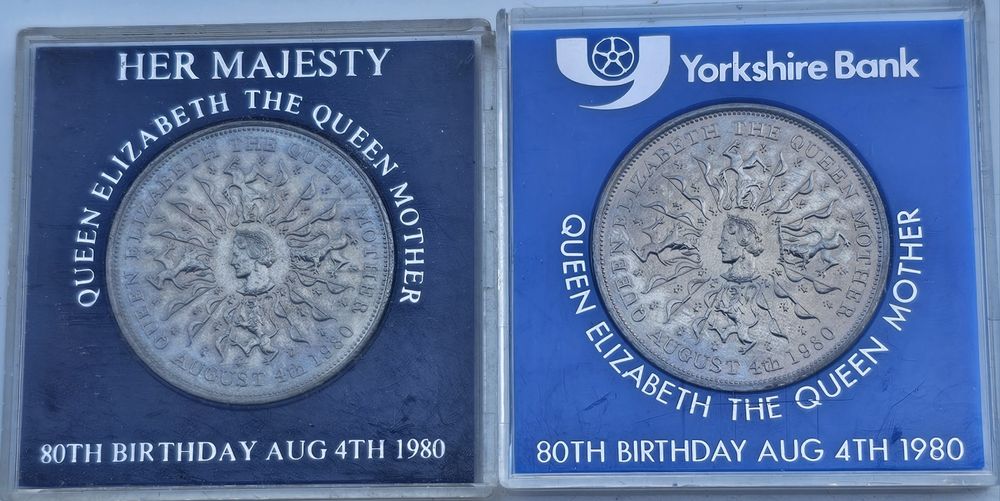 HER MAJESTY
QUEEN ELIZABETH THE QUEEN MOTHER
QUEEN ELIZABETH THE QUEEN MOTHER
AUGUST 4th 1980
80TH BIRTHDAY AUG 4TH 1980
Yorkshire Bank
QUEEN ELIZABETH THE QUEEN MOTHER
AUGUST 4th 1980
QUEEN ELIZABETH THE QUEEN MOTHER
80TH BIRTHDAY AUG 4TH 1980